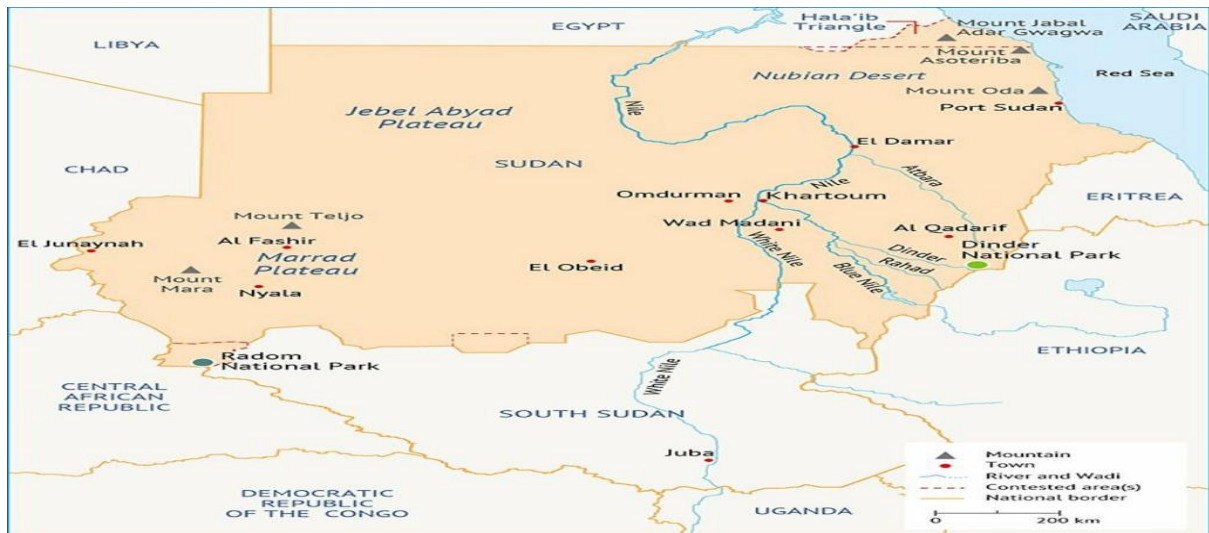 LIBYA
EGYPT
Hala'ib
Triangle
Mount Jabal
Adar Gwagwa
SAUDI
ARABIA
Mount
Asoteriba
Red Sea
Nubian Desert
Mount Oda
Port Sudan
Jebel Abyad
Plateau
Nile
El Damar
CHAD
SUDAN
Atbara
Nile
ERITREA
Omdurman
Khartoum
Mount Teljo
Wad Madani
Al Qadarif
El Junaynah
Al Fashir
Marrad
Plateau
White Nile
Dinder
Rahad
Blue Nile
Dinder
National Park
El Obeid
Mount
Mara
Nyala
ETHIOPIA
Radom
National Park
CENTRAL
AFRICAN
REPUBLIC
White Nile
SOUTH SUDAN
Juba
DEMOCRATIC
REPUBLIC
OF THE CONGO
UGANDA
Mountain
Town
River and Wadi
Contested area(s)
National border
0 200 km